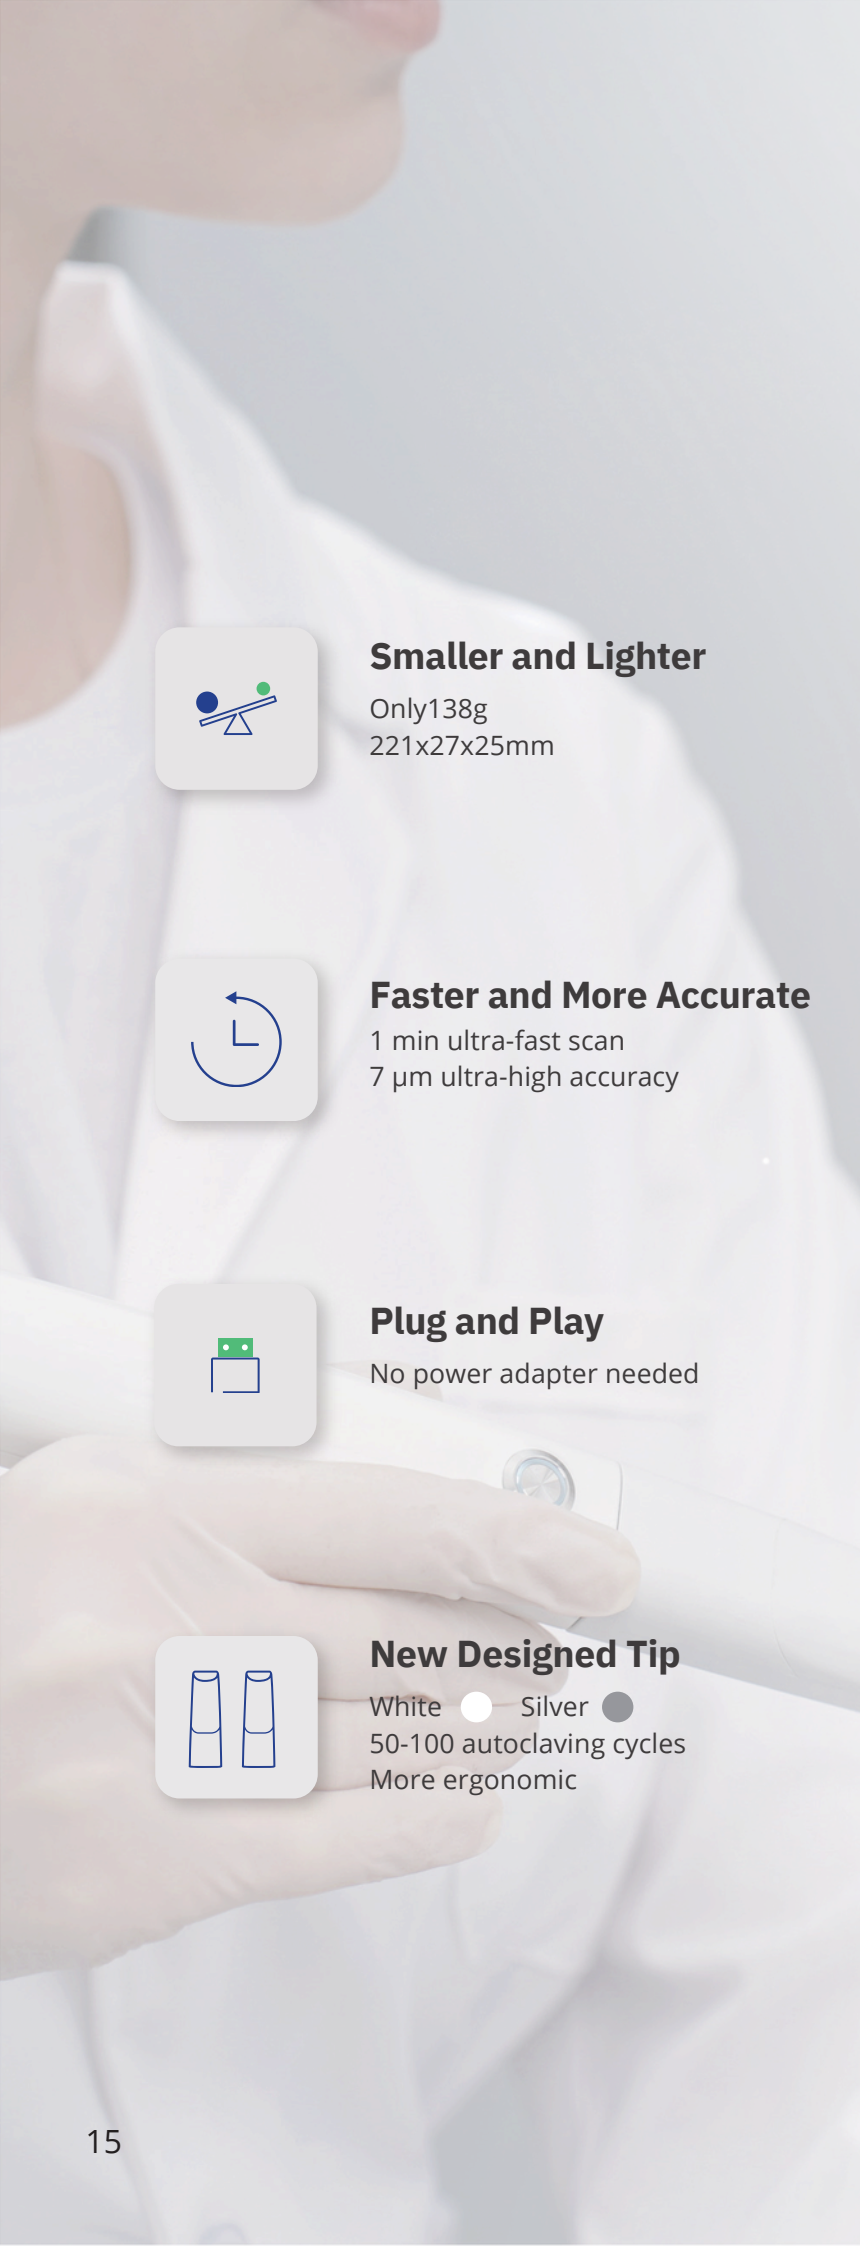 Smaller and Lighter
Only138g
221x27x25mm
Faster and More Accurate
1 min ultra-fast scan
7 μm ultra-high accuracy
Plug and Play
No power adapter needed
New Designed Tip
White Silver
50-100 autoclaving cycles
More ergonomic
15